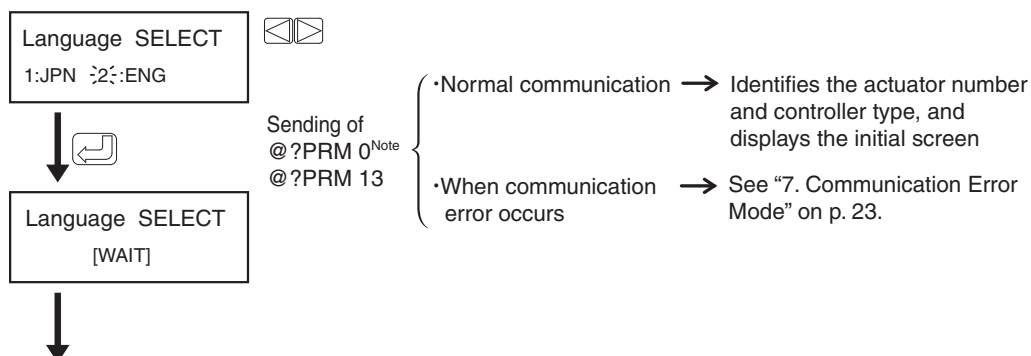 Language SELECT
1:JPN 2:ENG
Sending of
@?PRM 0Note
@?PRM 13
・Normal communication
Identifies the actuator number
and controller type, and
displays the initial screen
・When communication
error occurs
See “7. Communication Error
Mode” on p. 23.
Language SELECT
[WAIT]